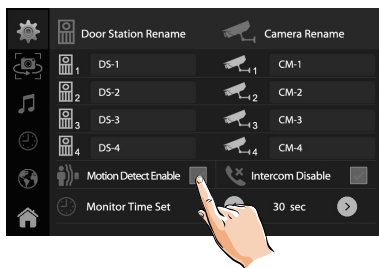 Door Station Rename Camera Rename
1 DS-1 1 CM-1
2 DS-2 2 CM-2
3 DS-3 3 CM-3
4 DS-4 4 CM-4
Motion Detect Enable Intercom Disable
Monitor Time Set 30 sec